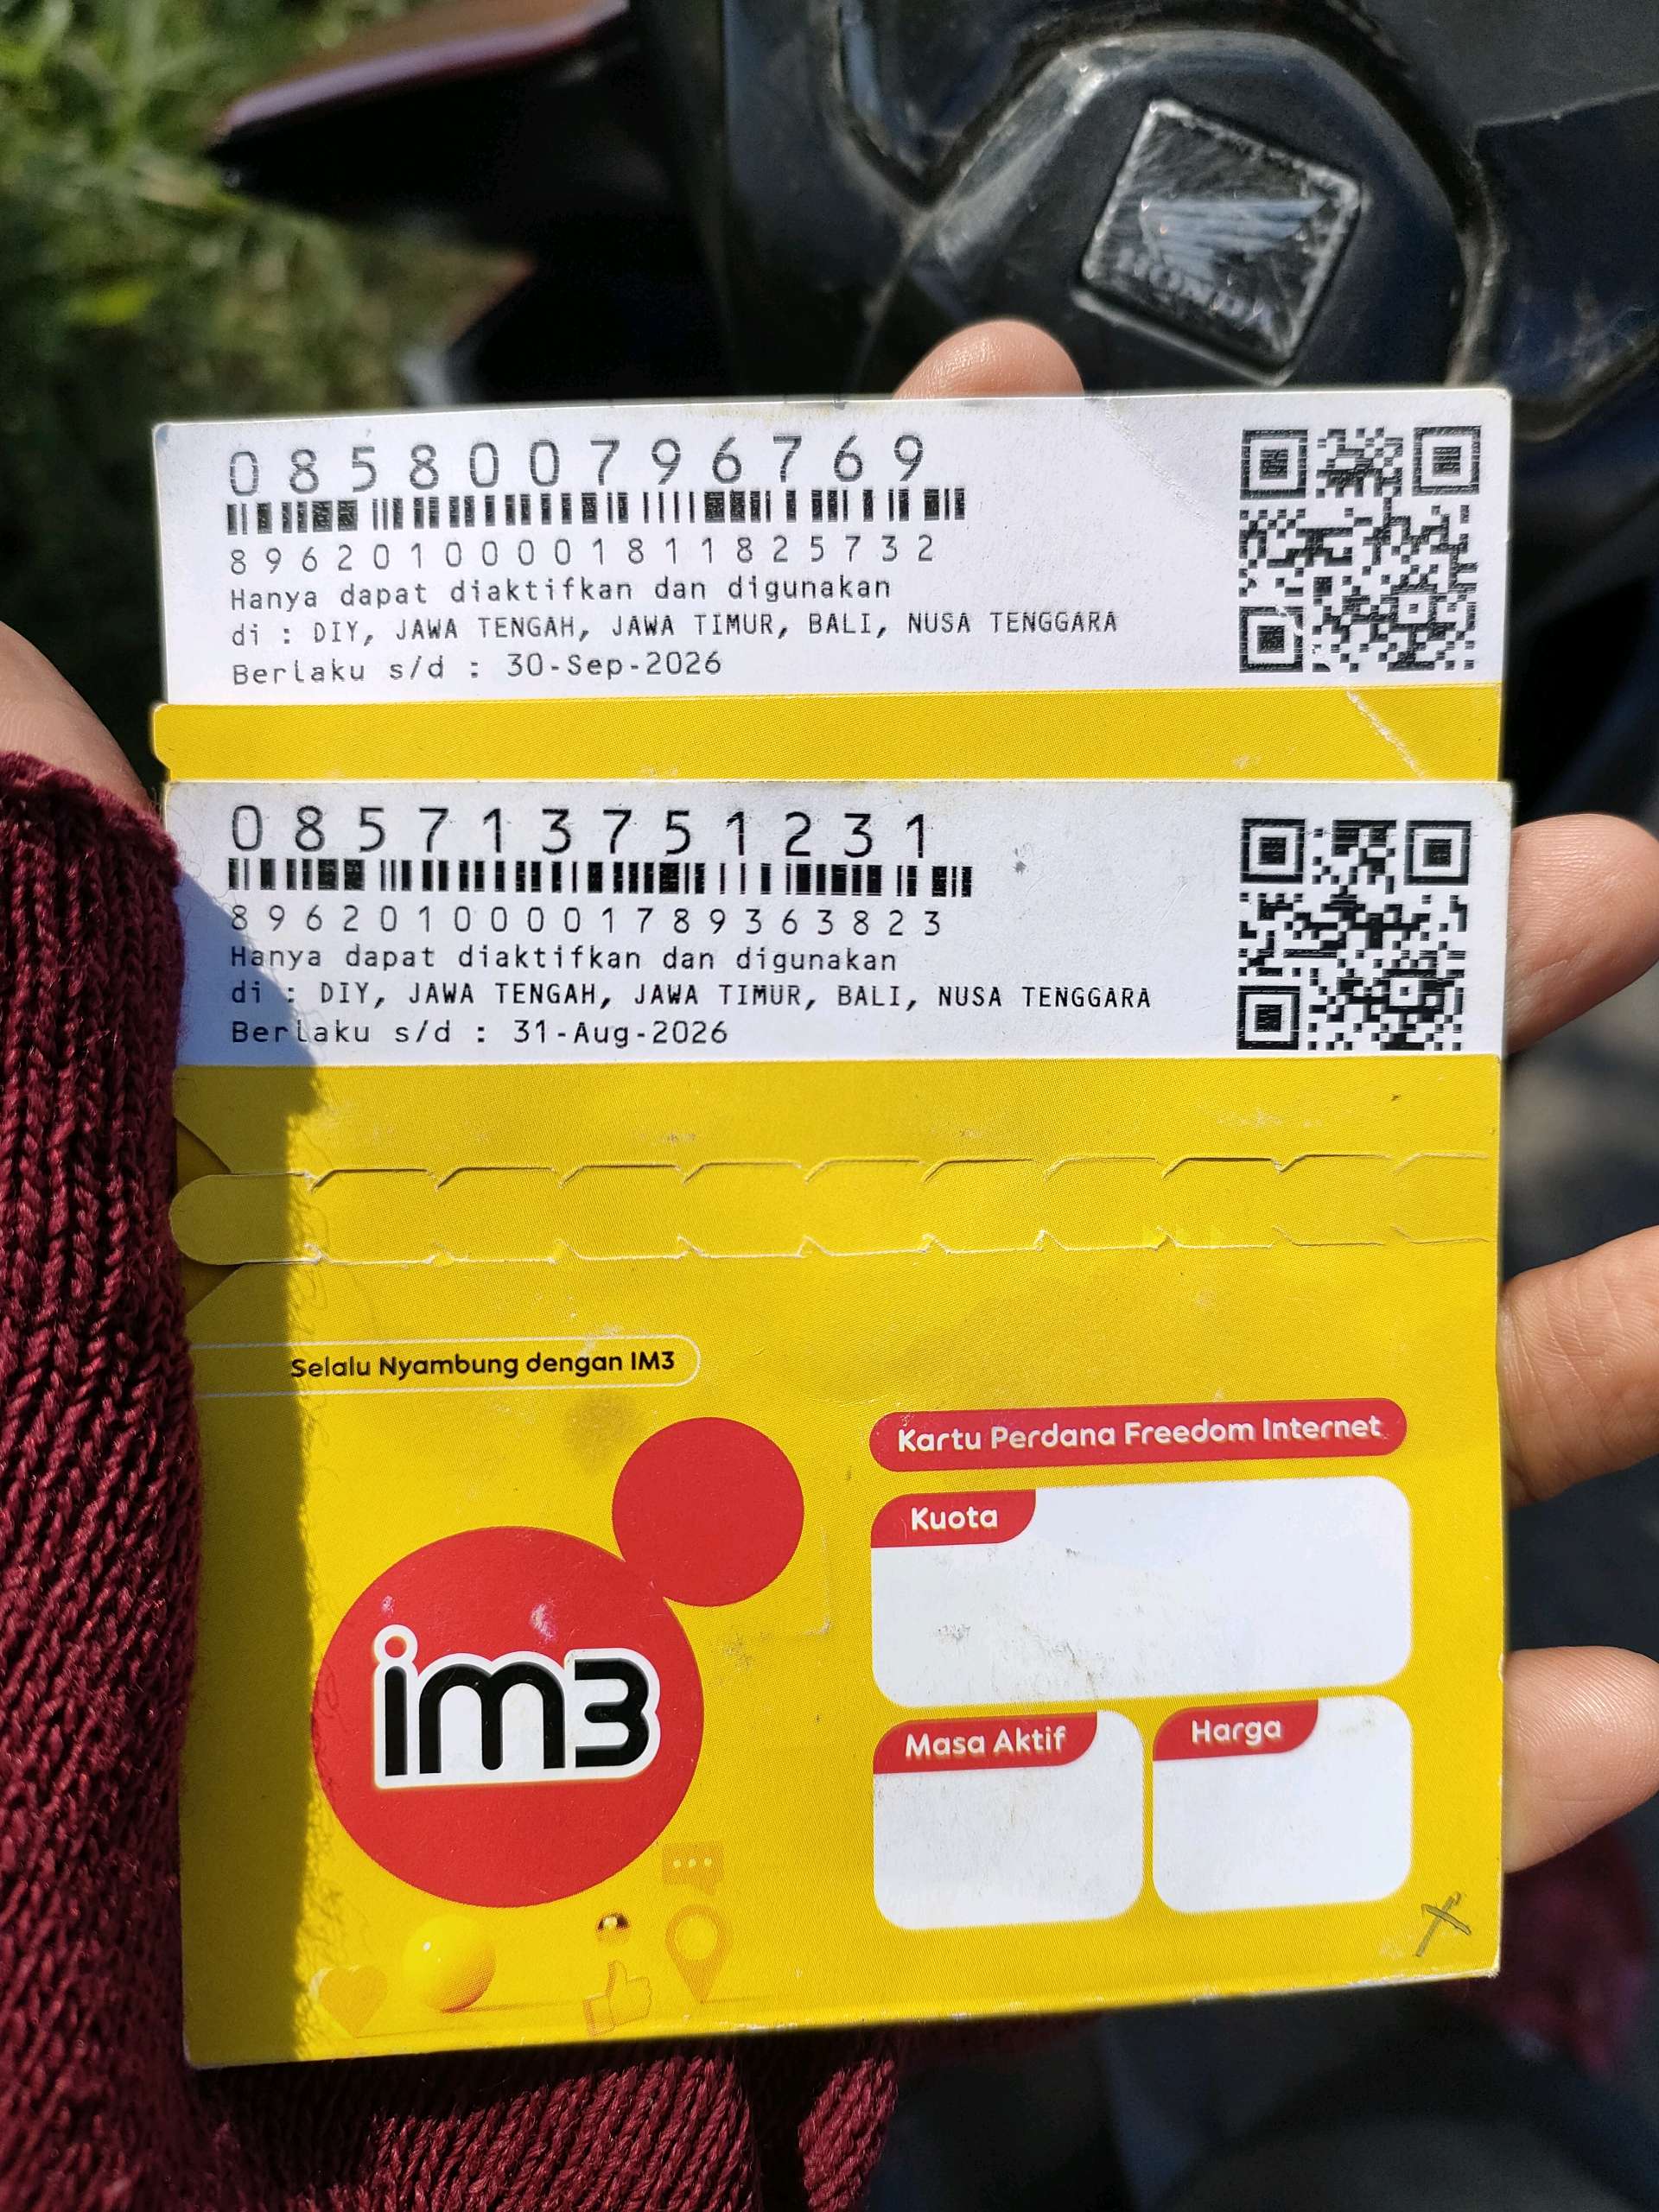 HONDA
085800796769
89620100001811825732
Hanya dapat diaktifkan dan digunakan
di : DIY, JAWA TENGAH, JAWA TIMUR, BALI, NUSA TENGGARA
Berlaku s/d : 30-Sep-2026
085713751231
89620100001789363823
Hanya dapat diaktifkan dan digunakan
di : DIY, JAWA TENGAH, JAWA TIMUR, BALI, NUSA TENGGARA
Berlaku s/d : 31-Aug-2026
Selalu Nyambung dengan IM3
Kartu Perdana Freedom Internet
Kuota
im3
Masa Aktif
Harga